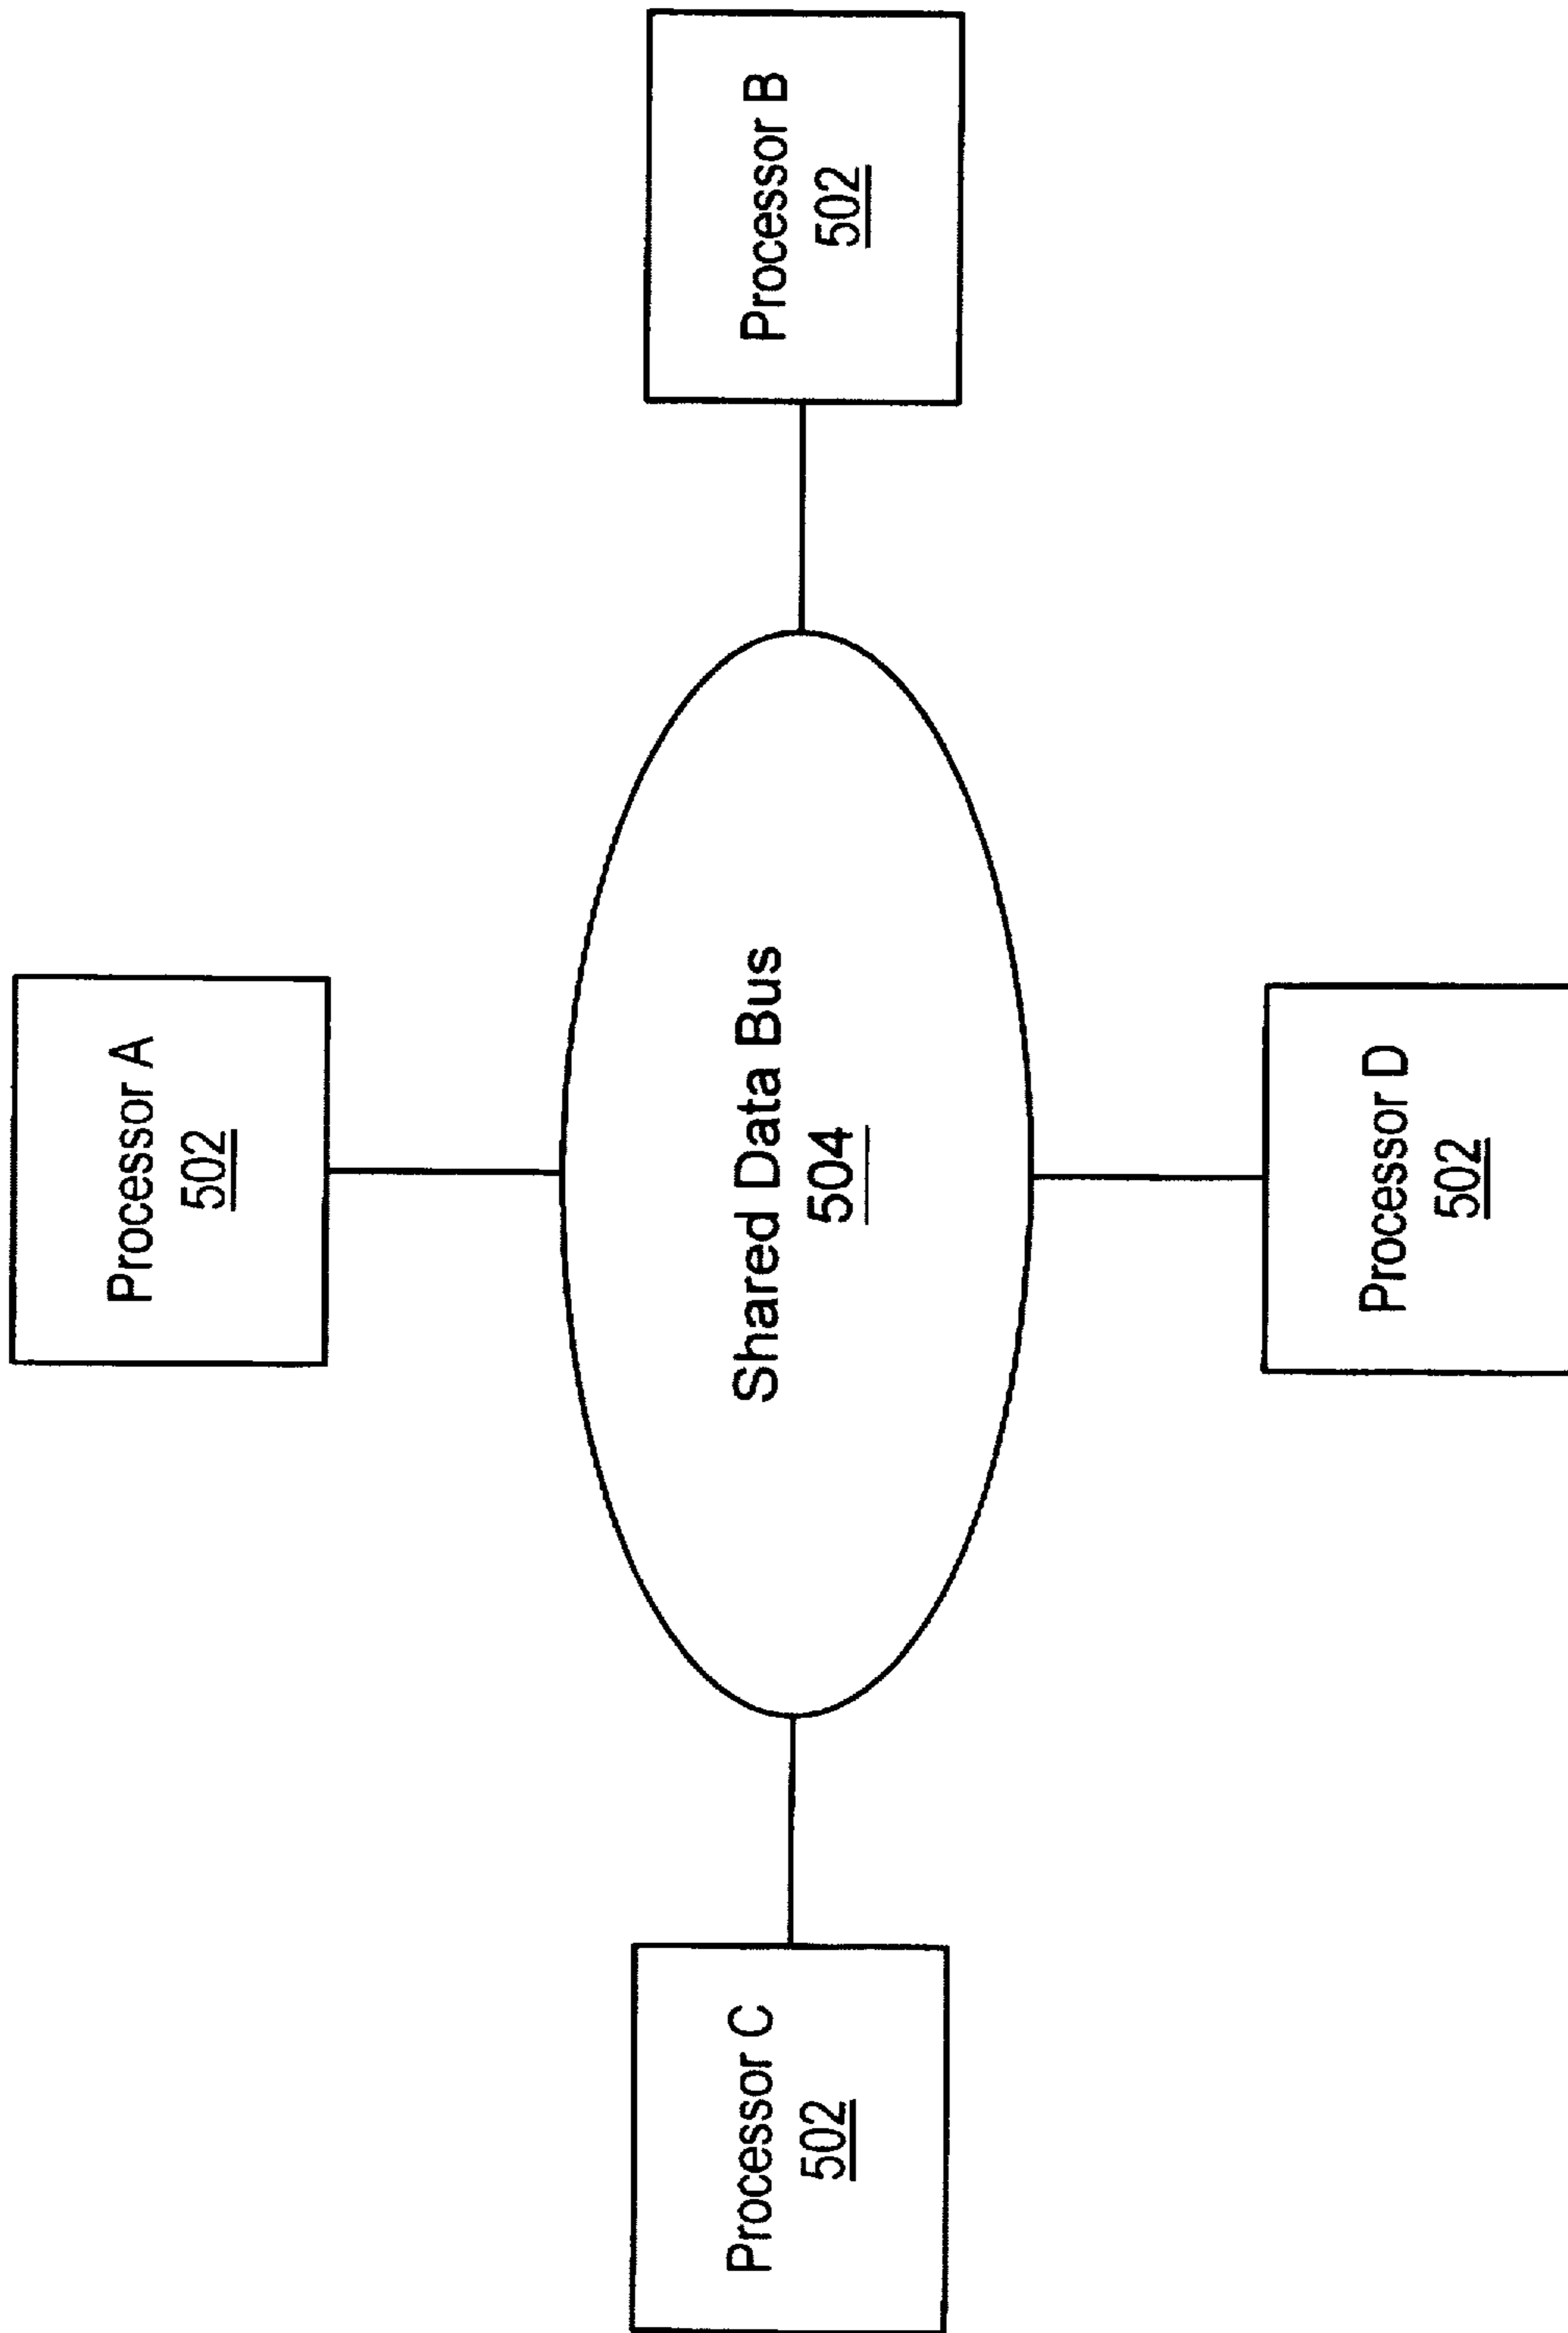 Processor A
502
Processor C
502
Shared Data Bus
504
Processor B
502
Processor D
502